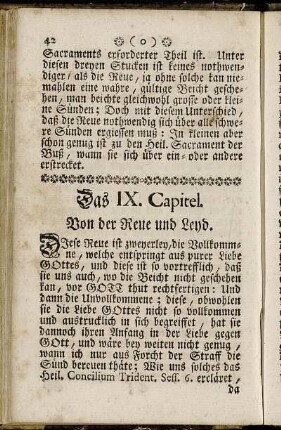 42 ( o )
Sacraments erforderter Theil ist. Unter
diesen dreyen Stucken ist keines nothwen-
diger / als die Reue, ja ohne solche kan nie-
mahlen eine wahre, gültige Beicht gesche-
hen, man beichte gleichwohl grosse oder klei-
ne Sünden: Doch mit diesem Unterschied,
daß die Reue nothwendig sich über alle schwe-
re Sünden ergiessen muß: In kleinen aber
schon genug ist zu den Heil. Sacrament der
Buß, wann sie sich über ein- oder andere
erstrecket.
Das IX. Capitel.
Von der Reue und Leyd.
DJese Reue ist zweyerley, die Vollkomm-
ne, welche entspringt aus purer Liebe
GOttes, und diese ist so vortrefflich, daß
sie uns auch, wo die Beicht nicht geschehen
kan, vor GOTT thut rechtfertigen: Und
dann die Unvollkommene; diese, obwohlen
sie die Liebe GOttes nicht so vollkommen
und austrucklich in sich begreiffet, hat sie
dannoch ihren Anfang in der Liebe gegen
GOtt, und wäre bey weiten nicht genug,
wann ich nur aus Forcht der Straff die
Sünd bereuen thäte; Wie uns solches das
Heil. Concilium Trident. Sess. 6. erkläret,
da